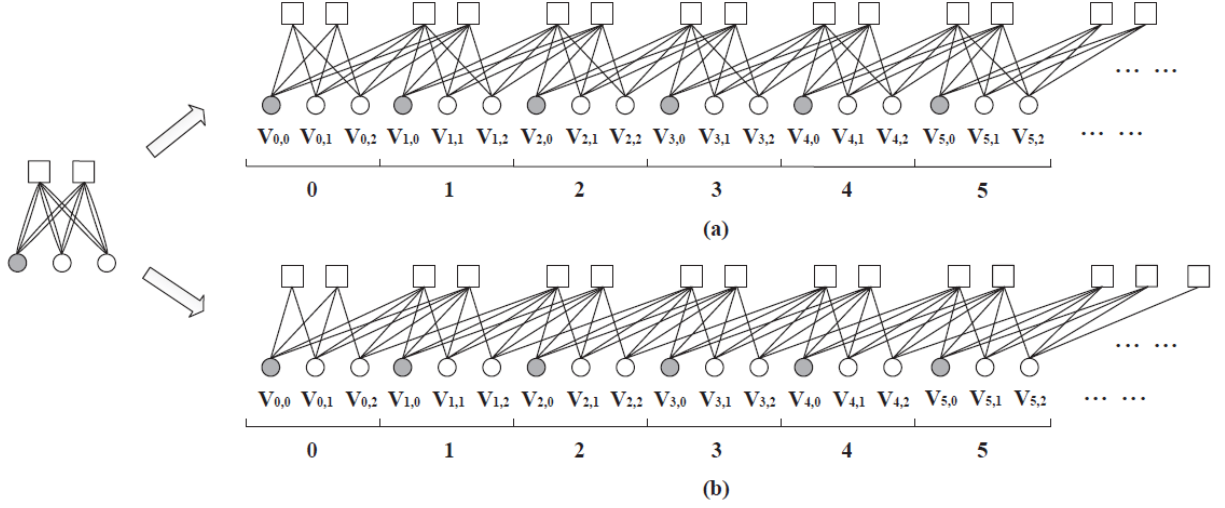 ... ...
V0,0 V0,1 V0,2 V1,0 V1,1 V1,2 V2,0 V2,1 V2,2 V3,0 V3,1 V3,2 V4,0 V4,1 V4,2 V5,0 V5,1 V5,2 ... ...
0 1 2 3 4 5
(a)
... ...
V0,0 V0,1 V0,2 V1,0 V1,1 V1,2 V2,0 V2,1 V2,2 V3,0 V3,1 V3,2 V4,0 V4,1 V4,2 V5,0 V5,1 V5,2 ... ...
0 1 2 3 4 5
(b)